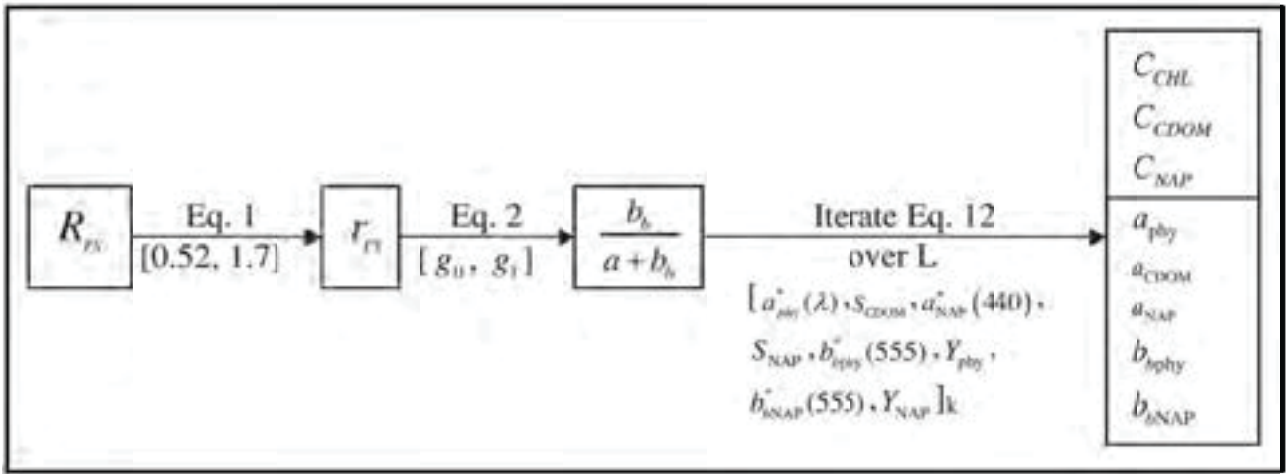 R_rs
Eq. 1
[0.52, 1.7]
r_rs
Eq. 2
[g_0, g_1]
b_b
a + b_b
Iterate Eq. 12
over L
[a*_phy(λ), S_CDOM, a*_NAP(440),
S_NAP, b*_bphy(555), Y_phy,
b*_bNAP(555), Y_NAP]k
C_CHL
C_CDOM
C_NAP
a_phy
a_CDOM
a_NAP
b_bphy
b_bNAP